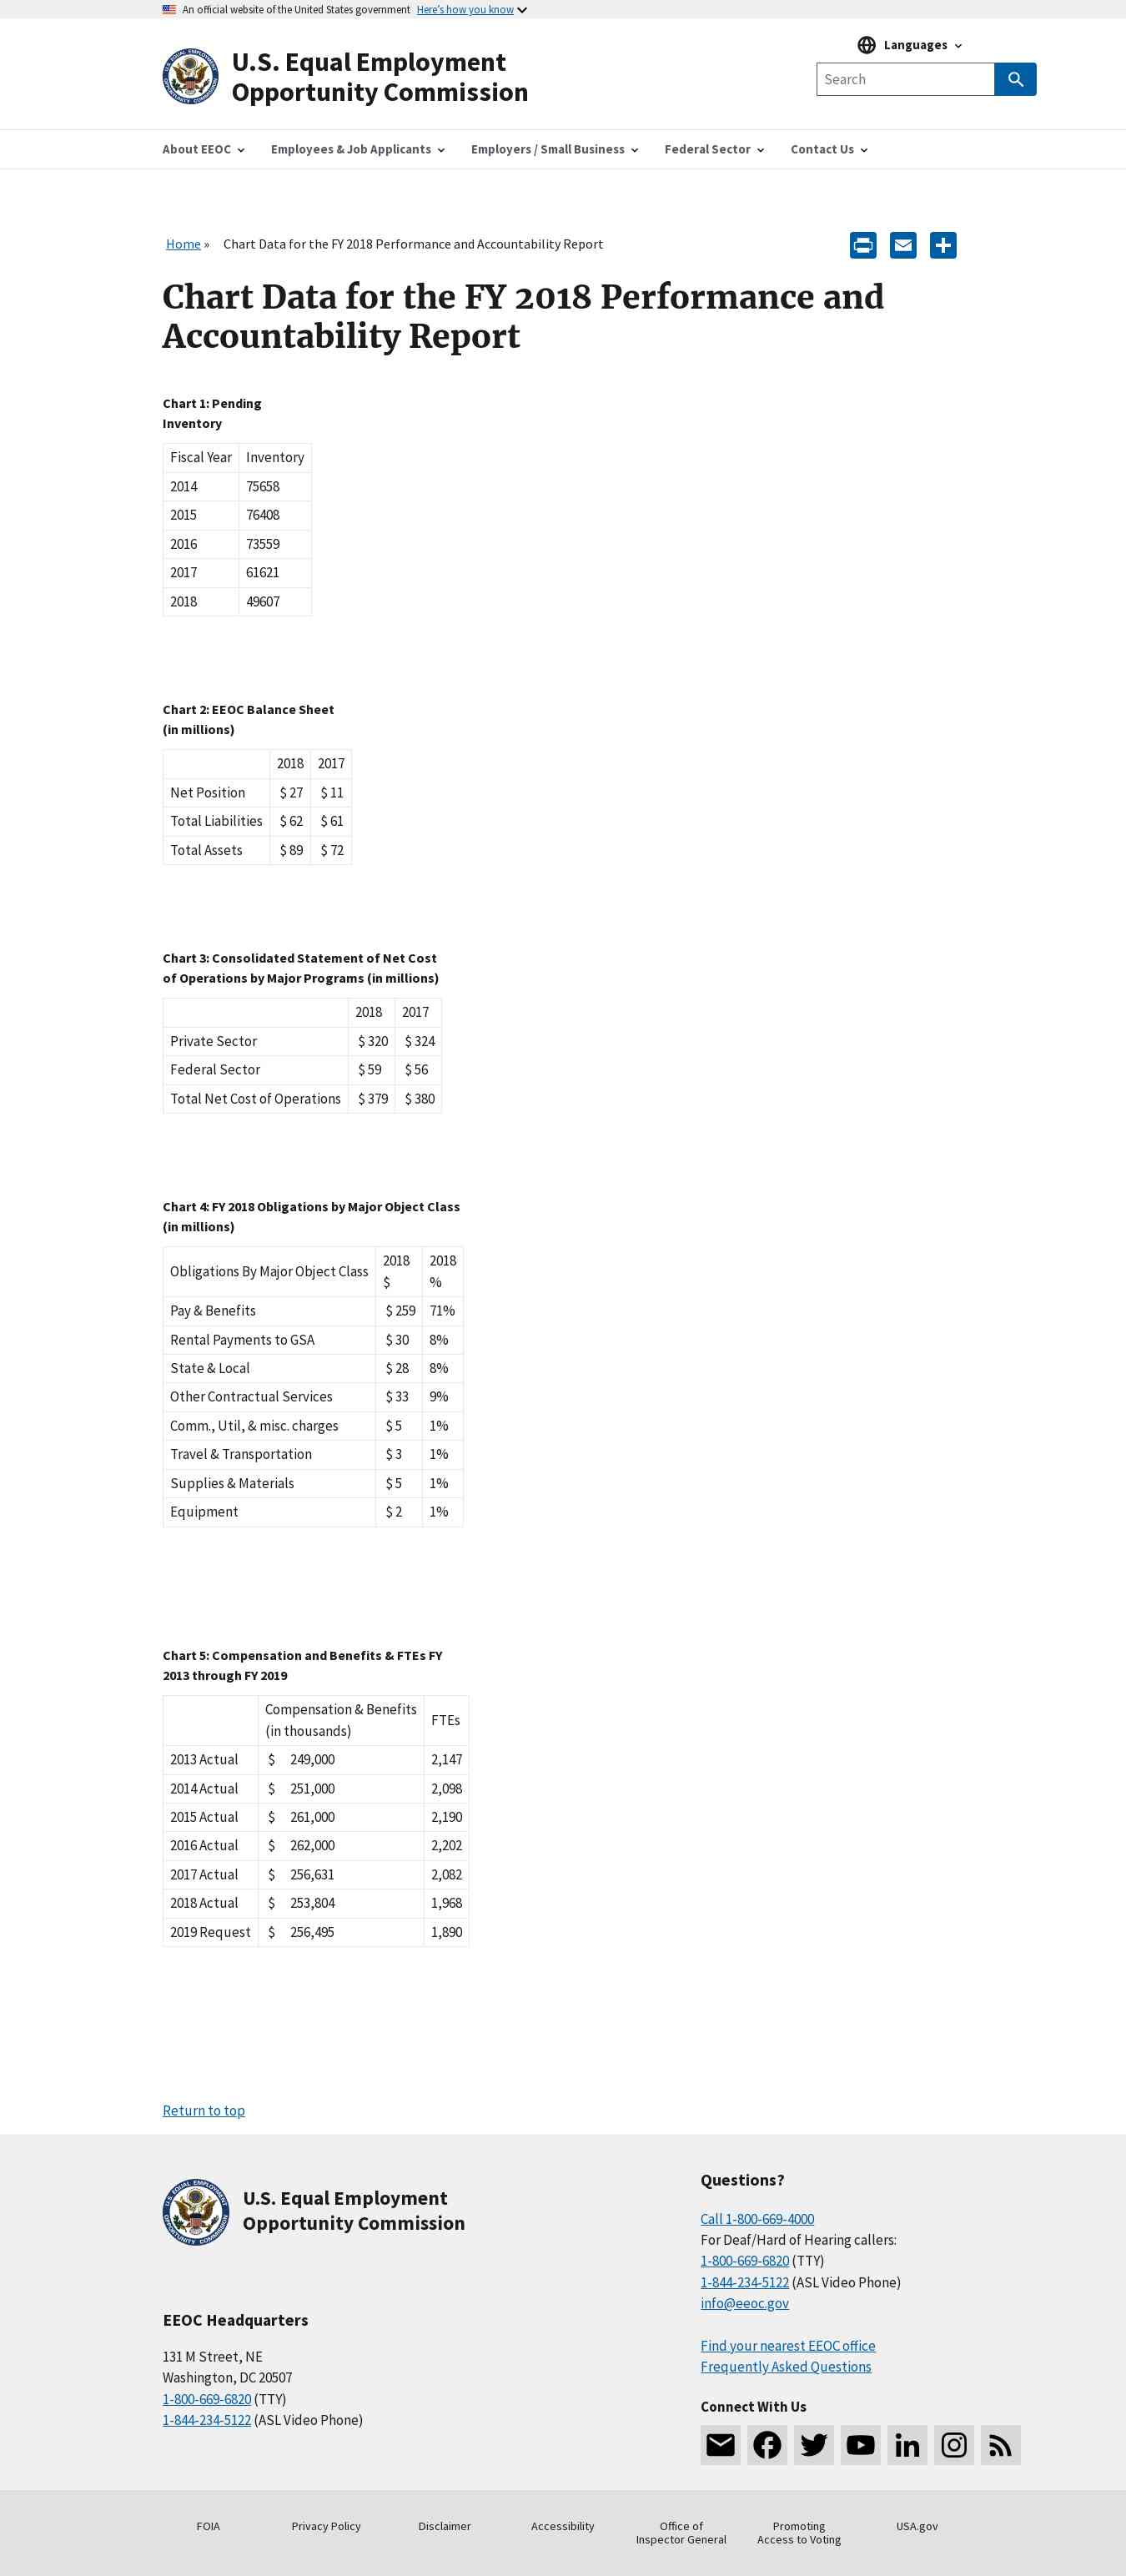 An official website of the United States government Here's how you know
U.S. Equal Employment
Opportunity Commission
Languages
Search
About EEOC
Employees & Job Applicants
Employers / Small Business
Federal Sector
Contact Us
Home » Chart Data for the FY 2018 Performance and Accountability Report
Chart Data for the FY 2018 Performance and
Accountability Report
Chart 1: Pending
Inventory
Fiscal Year Inventory
2014 75658
2015 76408
2016 73559
2017 61621
2018 49607
Chart 2: EEOC Balance Sheet
(in millions)
2018 2017
Net Position $ 27 $ 11
Total Liabilities $ 62 $ 61
Total Assets $ 89 $ 72
Chart 3: Consolidated Statement of Net Cost
of Operations by Major Programs (in millions)
2018 2017
Private Sector $ 320 $ 324
Federal Sector $ 59 $ 56
Total Net Cost of Operations $ 379 $ 380
Chart 4: FY 2018 Obligations by Major Object Class
(in millions)
Obligations By Major Object Class 2018 $ 2018 %
Pay & Benefits $ 259 71%
Rental Payments to GSA $ 30 8%
State & Local $ 28 8%
Other Contractual Services $ 33 9%
Comm., Util, & misc. charges $ 5 1%
Travel & Transportation $ 3 1%
Supplies & Materials $ 5 1%
Equipment $ 2 1%
Chart 5: Compensation and Benefits & FTEs FY
2013 through FY 2019
Compensation & Benefits
(in thousands)
FTEs
2013 Actual $ 249,000 2,147
2014 Actual $ 251,000 2,098
2015 Actual $ 261,000 2,190
2016 Actual $ 262,000 2,202
2017 Actual $ 256,631 2,082
2018 Actual $ 253,804 1,968
2019 Request $ 256,495 1,890
Return to top
U.S. Equal Employment
Opportunity Commission
EEOC Headquarters
131 M Street, NE
Washington, DC 20507
1-800-669-6820 (TTY)
1-844-234-5122 (ASL Video Phone)
Questions?
Call 1-800-669-4000
For Deaf/Hard of Hearing callers:
1-800-669-6820 (TTY)
1-844-234-5122 (ASL Video Phone)
info@eeoc.gov
Find your nearest EEOC office
Frequently Asked Questions
Connect With Us
FOIA
Privacy Policy
Disclaimer
Accessibility
Office of
Inspector General
Promoting
Access to Voting
USA.gov